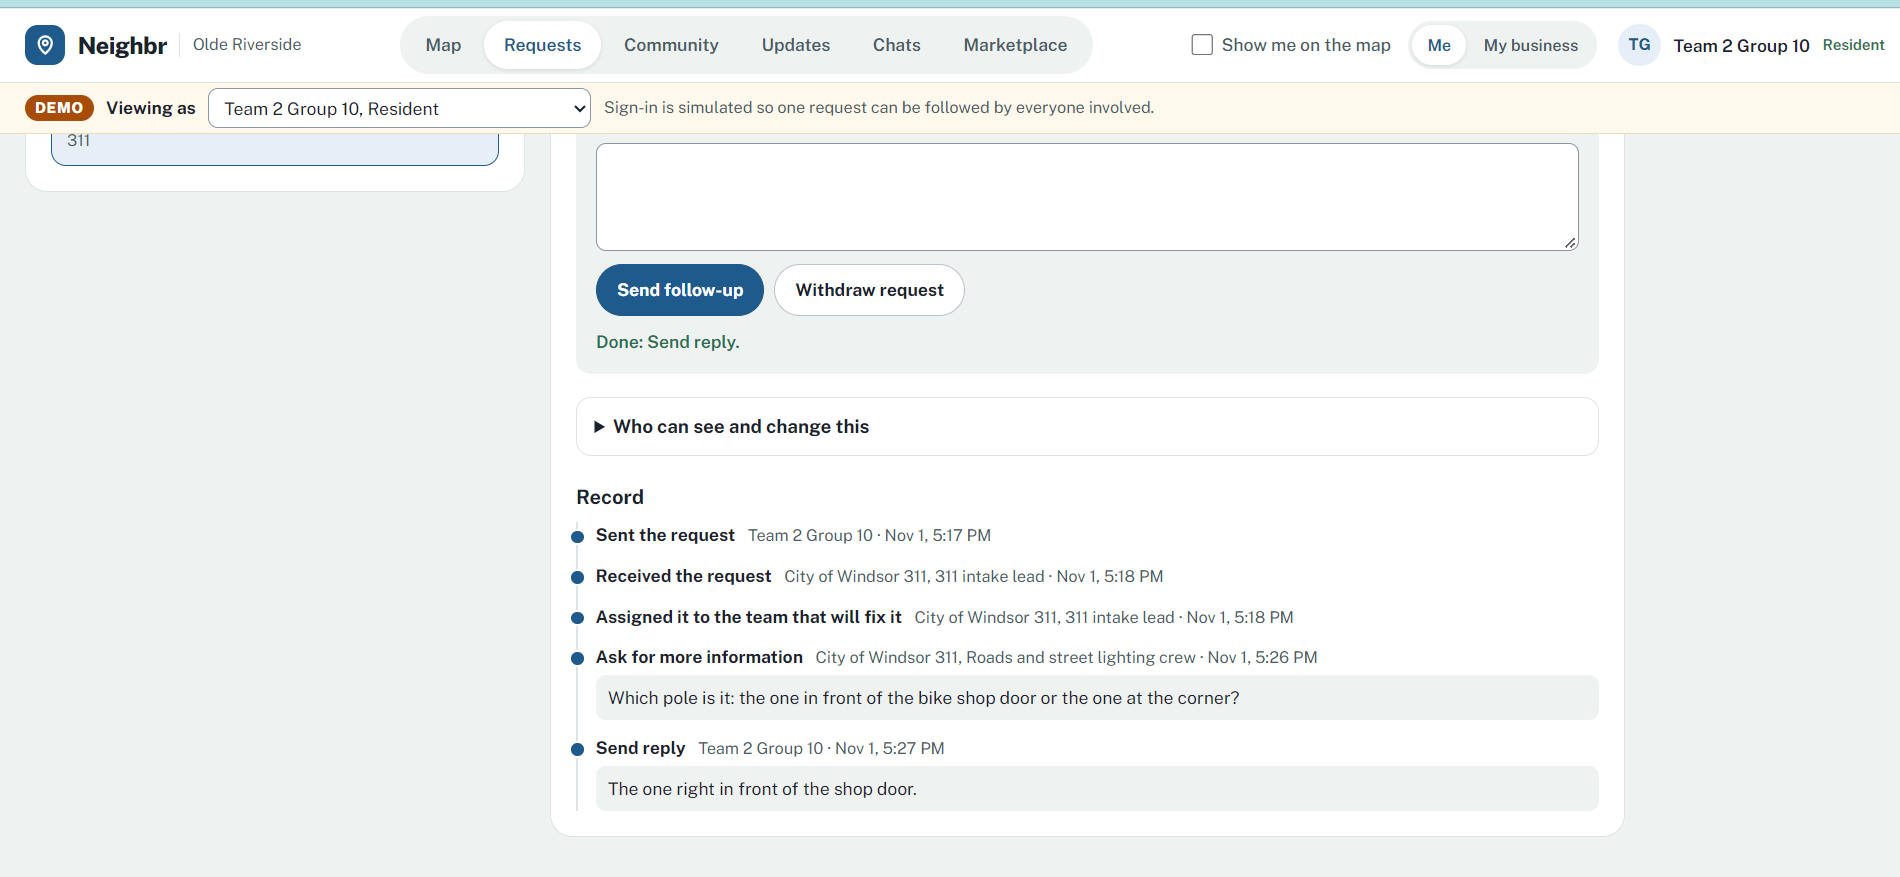 Neighbr
Olde Riverside
Map
Requests
Community
Updates
Chats
Marketplace
Show me on the map
Me
My business
TG
Team 2 Group 10
Resident
DEMO
Viewing as
Team 2 Group 10, Resident
Sign-in is simulated so one request can be followed by everyone involved.
311
Send follow-up
Withdraw request
Done: Send reply.
Who can see and change this
Record
Sent the request Team 2 Group 10 · Nov 1, 5:17 PM
Received the request City of Windsor 311, 311 intake lead · Nov 1, 5:18 PM
Assigned it to the team that will fix it City of Windsor 311, 311 intake lead · Nov 1, 5:18 PM
Ask for more information City of Windsor 311, Roads and street lighting crew · Nov 1, 5:26 PM
Which pole is it: the one in front of the bike shop door or the one at the corner?
Send reply Team 2 Group 10 · Nov 1, 5:27 PM
The one right in front of the shop door.